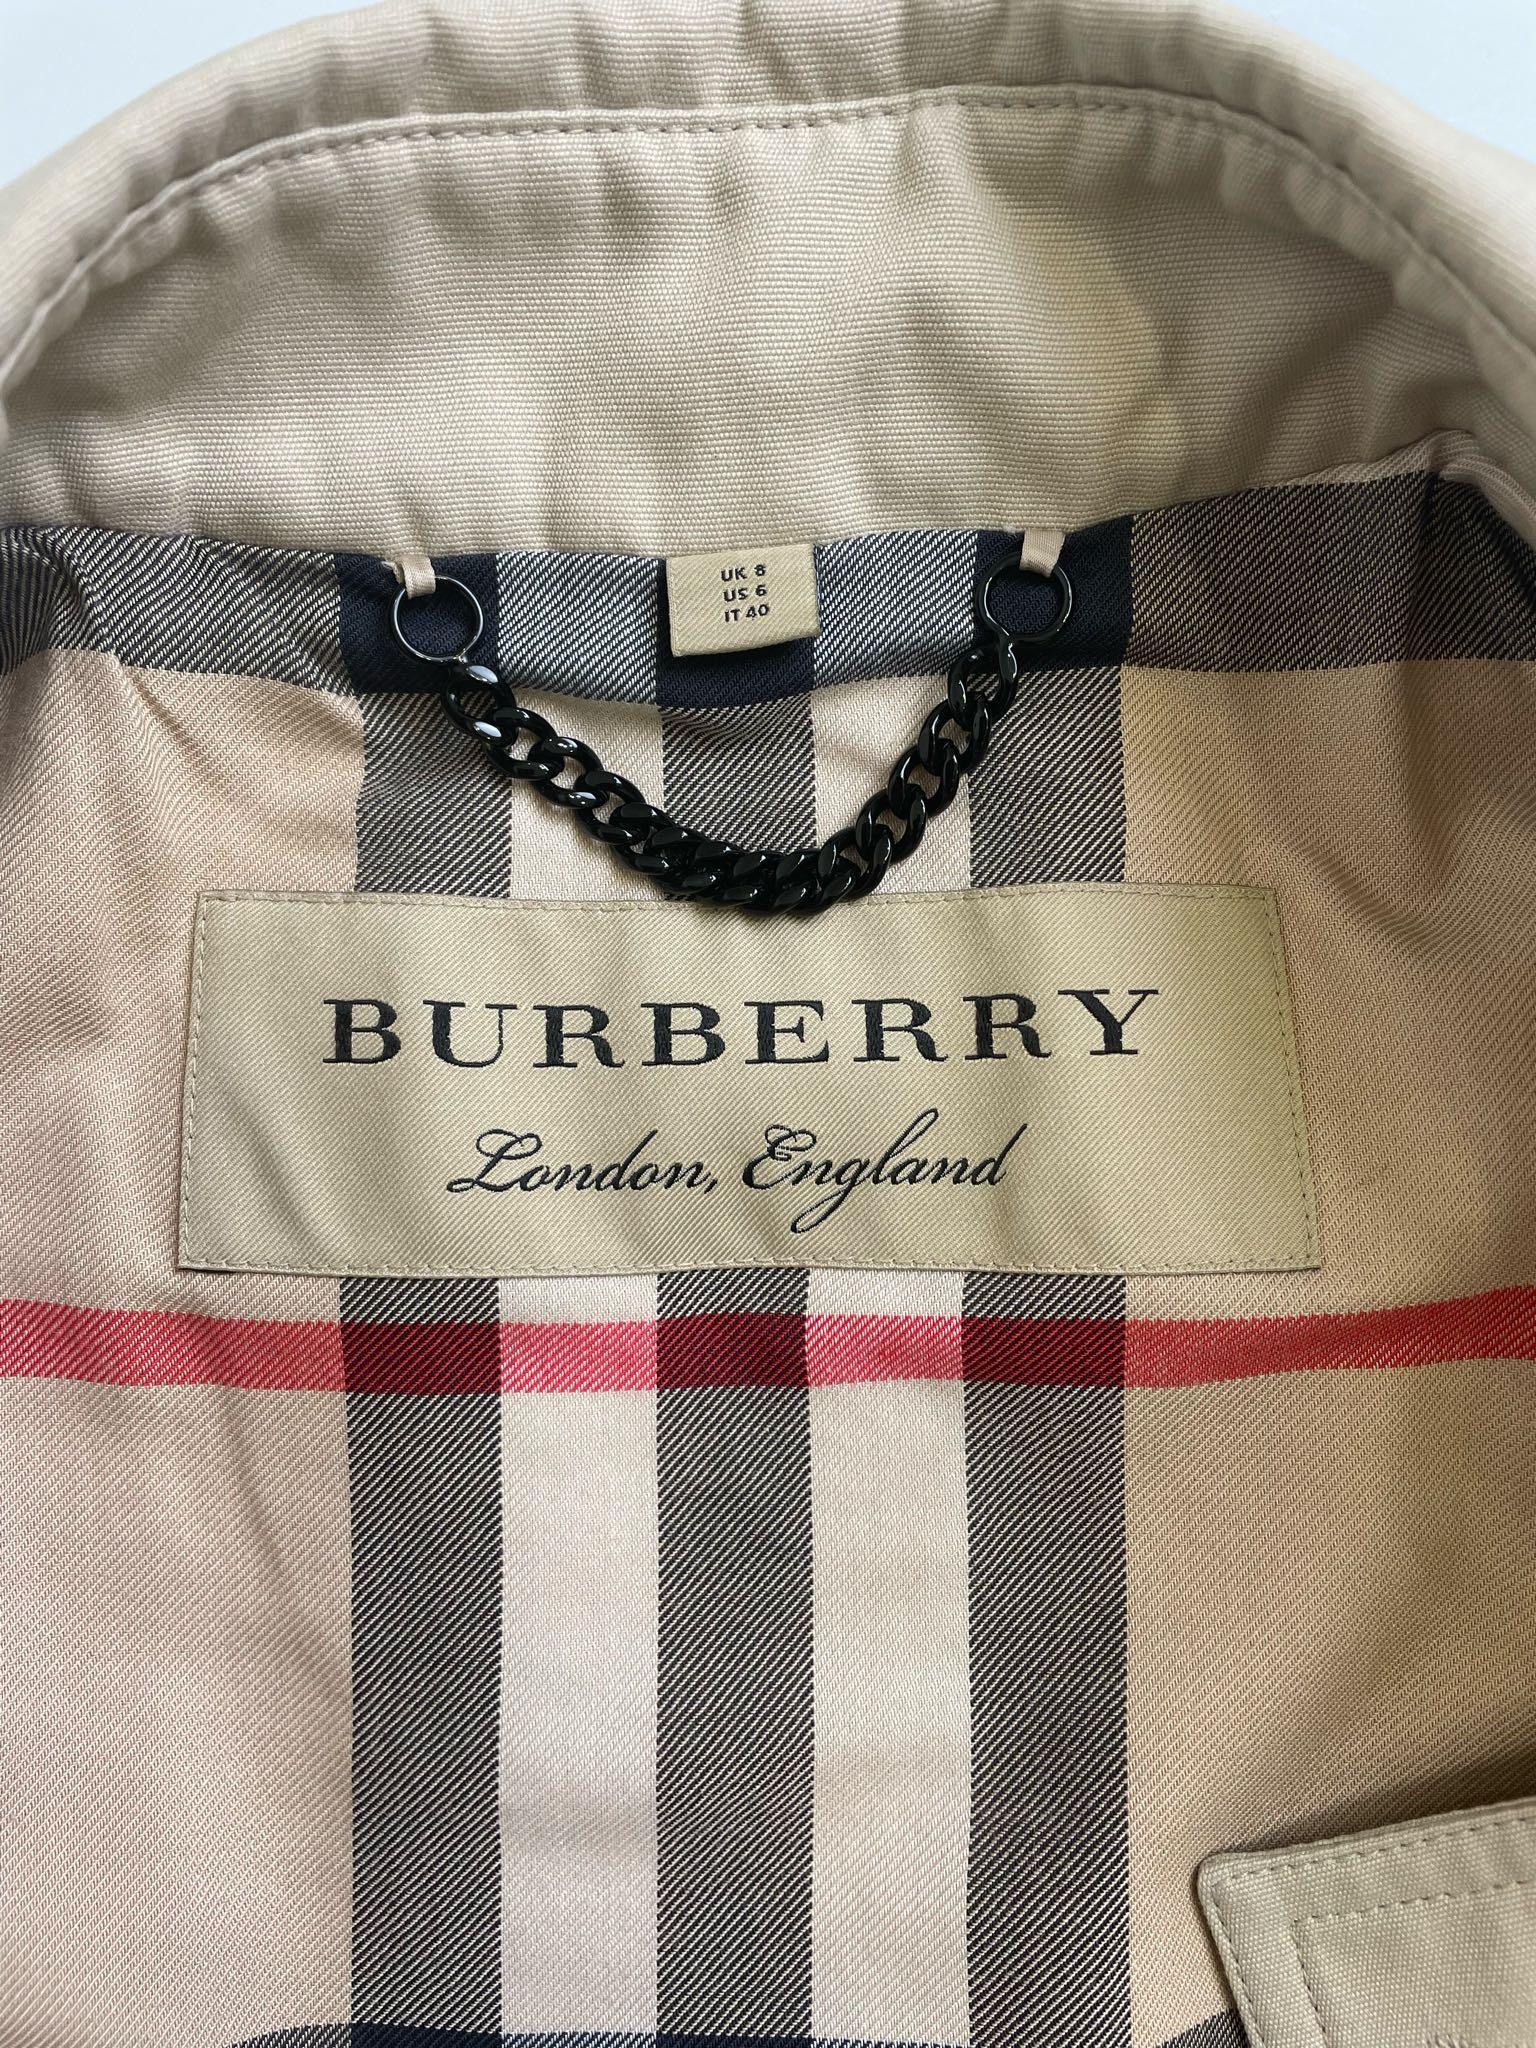 UK 8
US 6
IT 40
BURBERRY
London, England